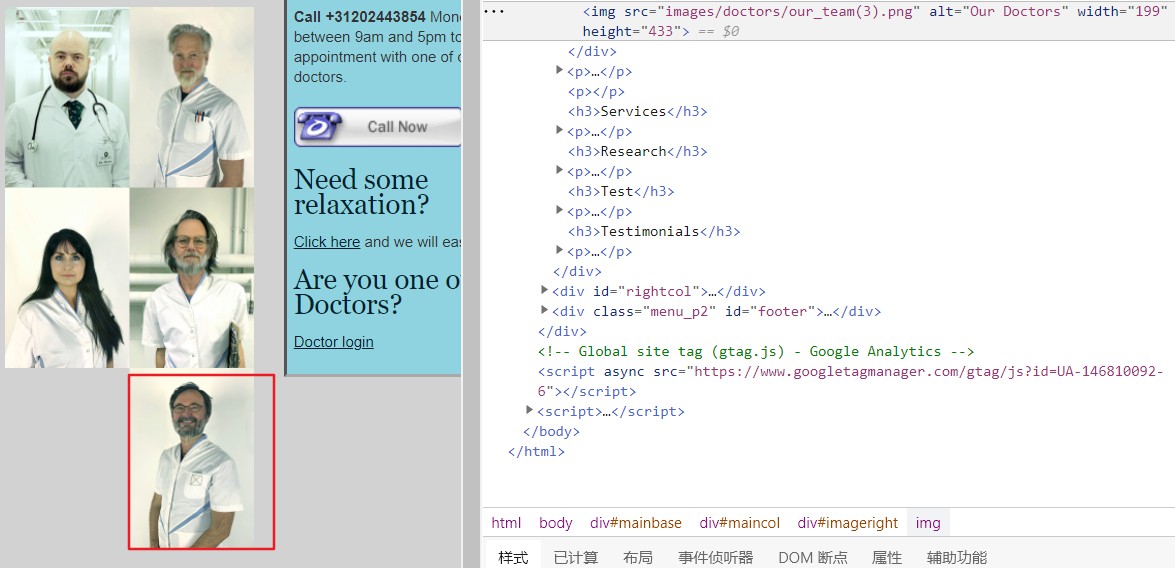 Call +31202443854 Mon
between 9am and 5pm to
appointment with one of
doctors.
Call Now
Need some
relaxation?
Click here and we will eas
Are you one o
Doctors?
Doctor login
··· <img src="images/doctors/our_team(3).png" alt="Our Doctors" width="199"
height="433"> == $0
</div>
▶<p>…</p>
<p></p>
<h3>Services</h3>
▶<p>…</p>
<h3>Research</h3>
▶<p>…</p>
<h3>Test</h3>
▶<p>…</p>
<h3>Testimonials</h3>
▶<p>…</p>
</div>
▶<div id="rightcol">…</div>
▶<div class="menu_p2" id="footer">…</div>
</div>
<!-- Global site tag (gtag.js) - Google Analytics -->
<script async src="https://www.googletagmanager.com/gtag/js?id=UA-146810092-
6"></script>
▶<script>…</script>
</body>
</html>
html body div#mainbase div#maincol div#imageright img
样式 已计算 布局 事件侦听器 DOM 断点 属性 辅助功能